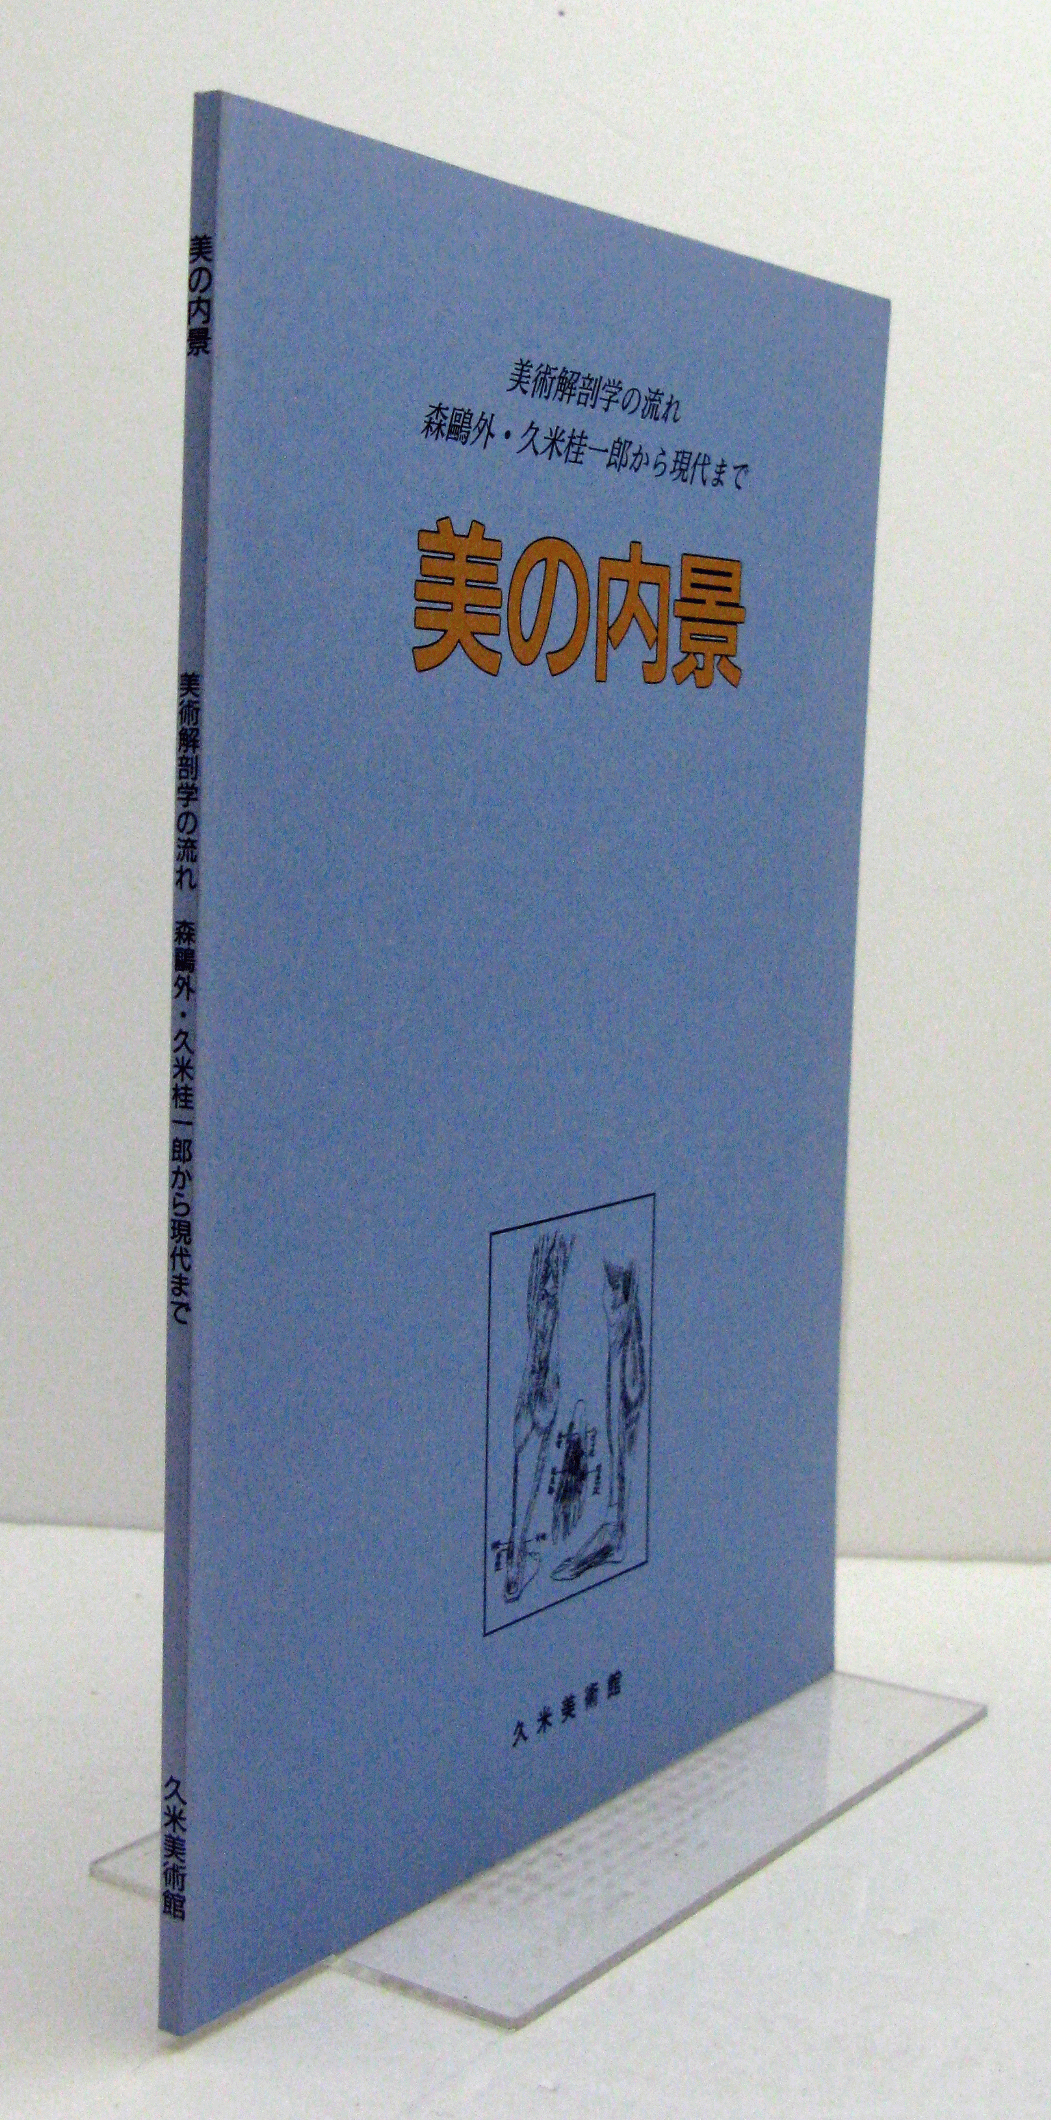 美術解剖学の流れ
森鷗外・久米桂一郎から現代まで
美の内景
久米美術館
美の内景
美術解剖学の流れ 森鷗外・久米桂一郎から現代まで
久米美術館